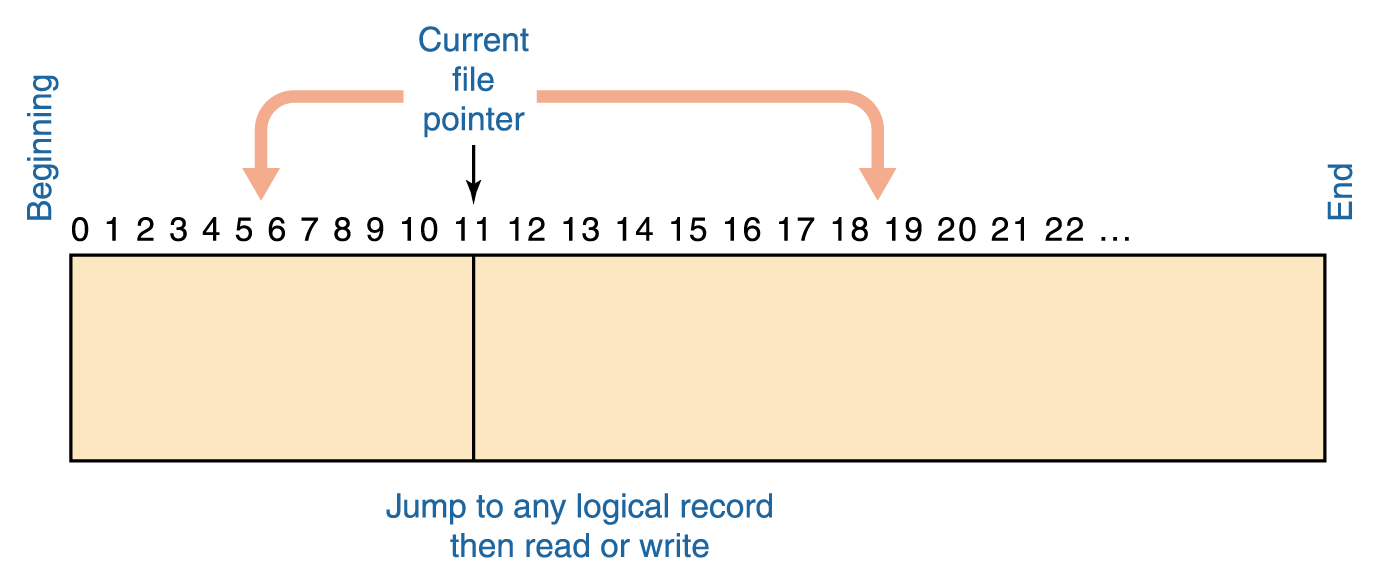 Current
file
pointer
Beginning
End
0 1 2 3 4 5 6 7 8 9 10 11 12 13 14 15 16 17 18 19 20 21 22 ...
Jump to any logical record
then read or write